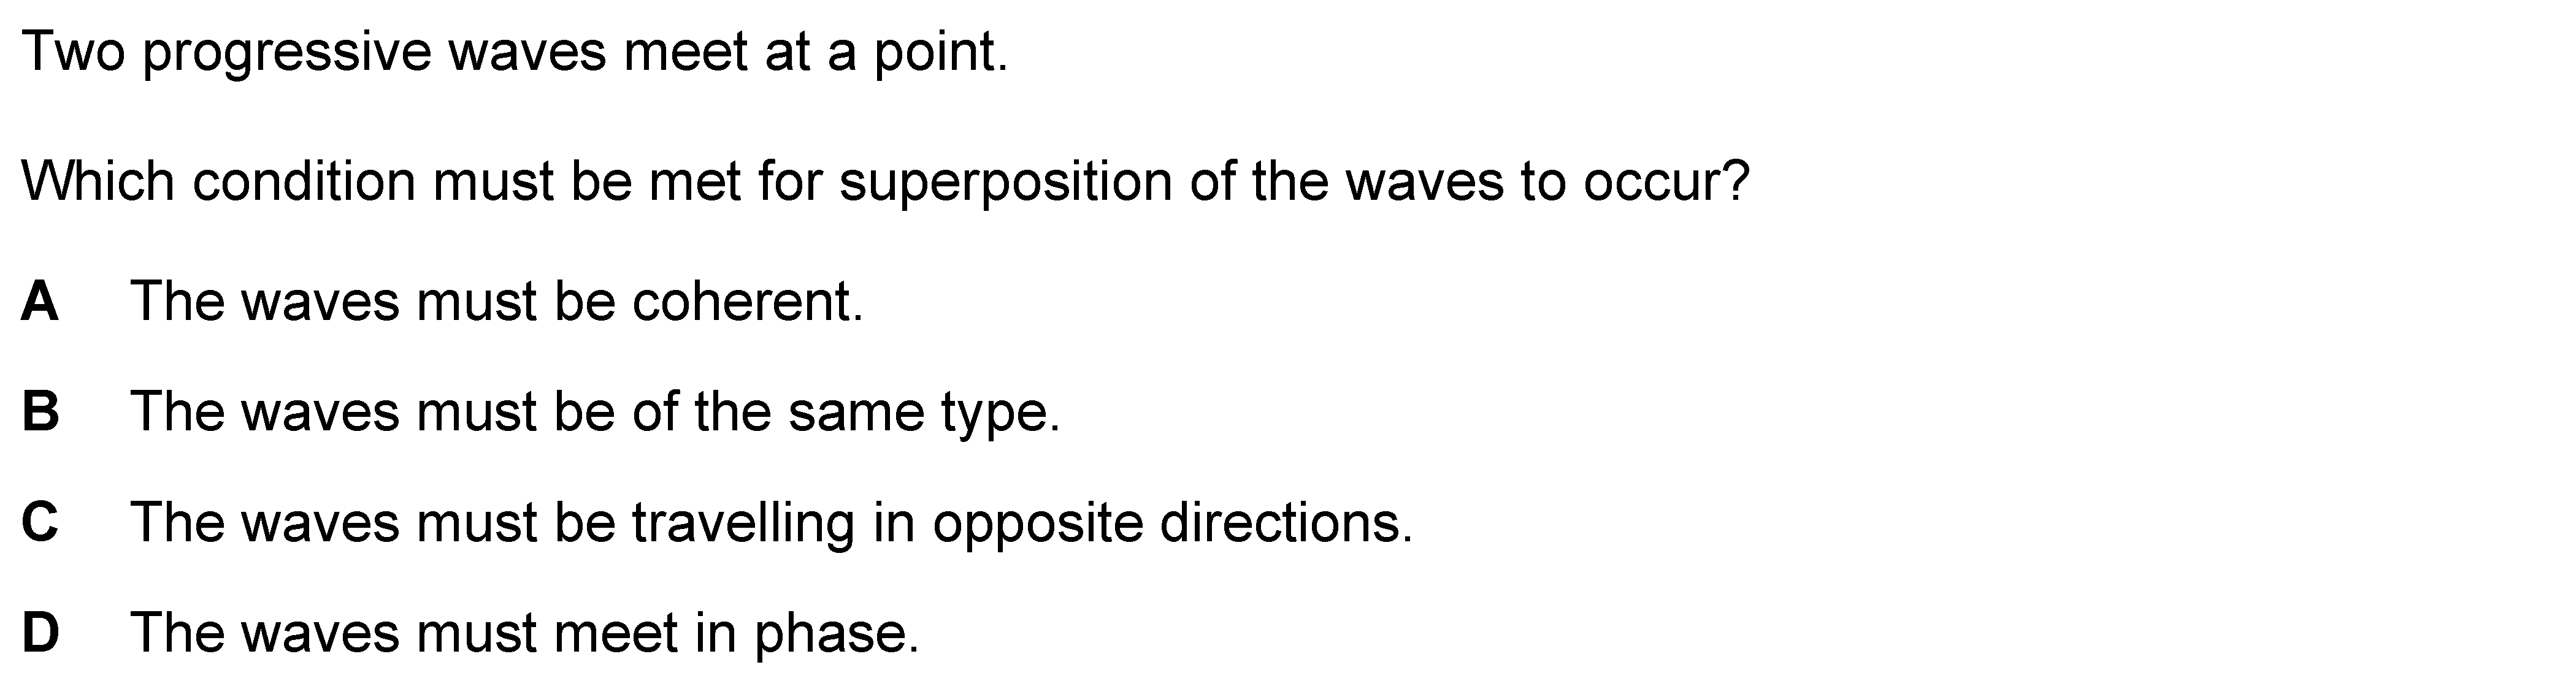 Two progressive waves meet at a point.
Which condition must be met for superposition of the waves to occur?
A The waves must be coherent.
B The waves must be of the same type.
C The waves must be travelling in opposite directions.
D The waves must meet in phase.